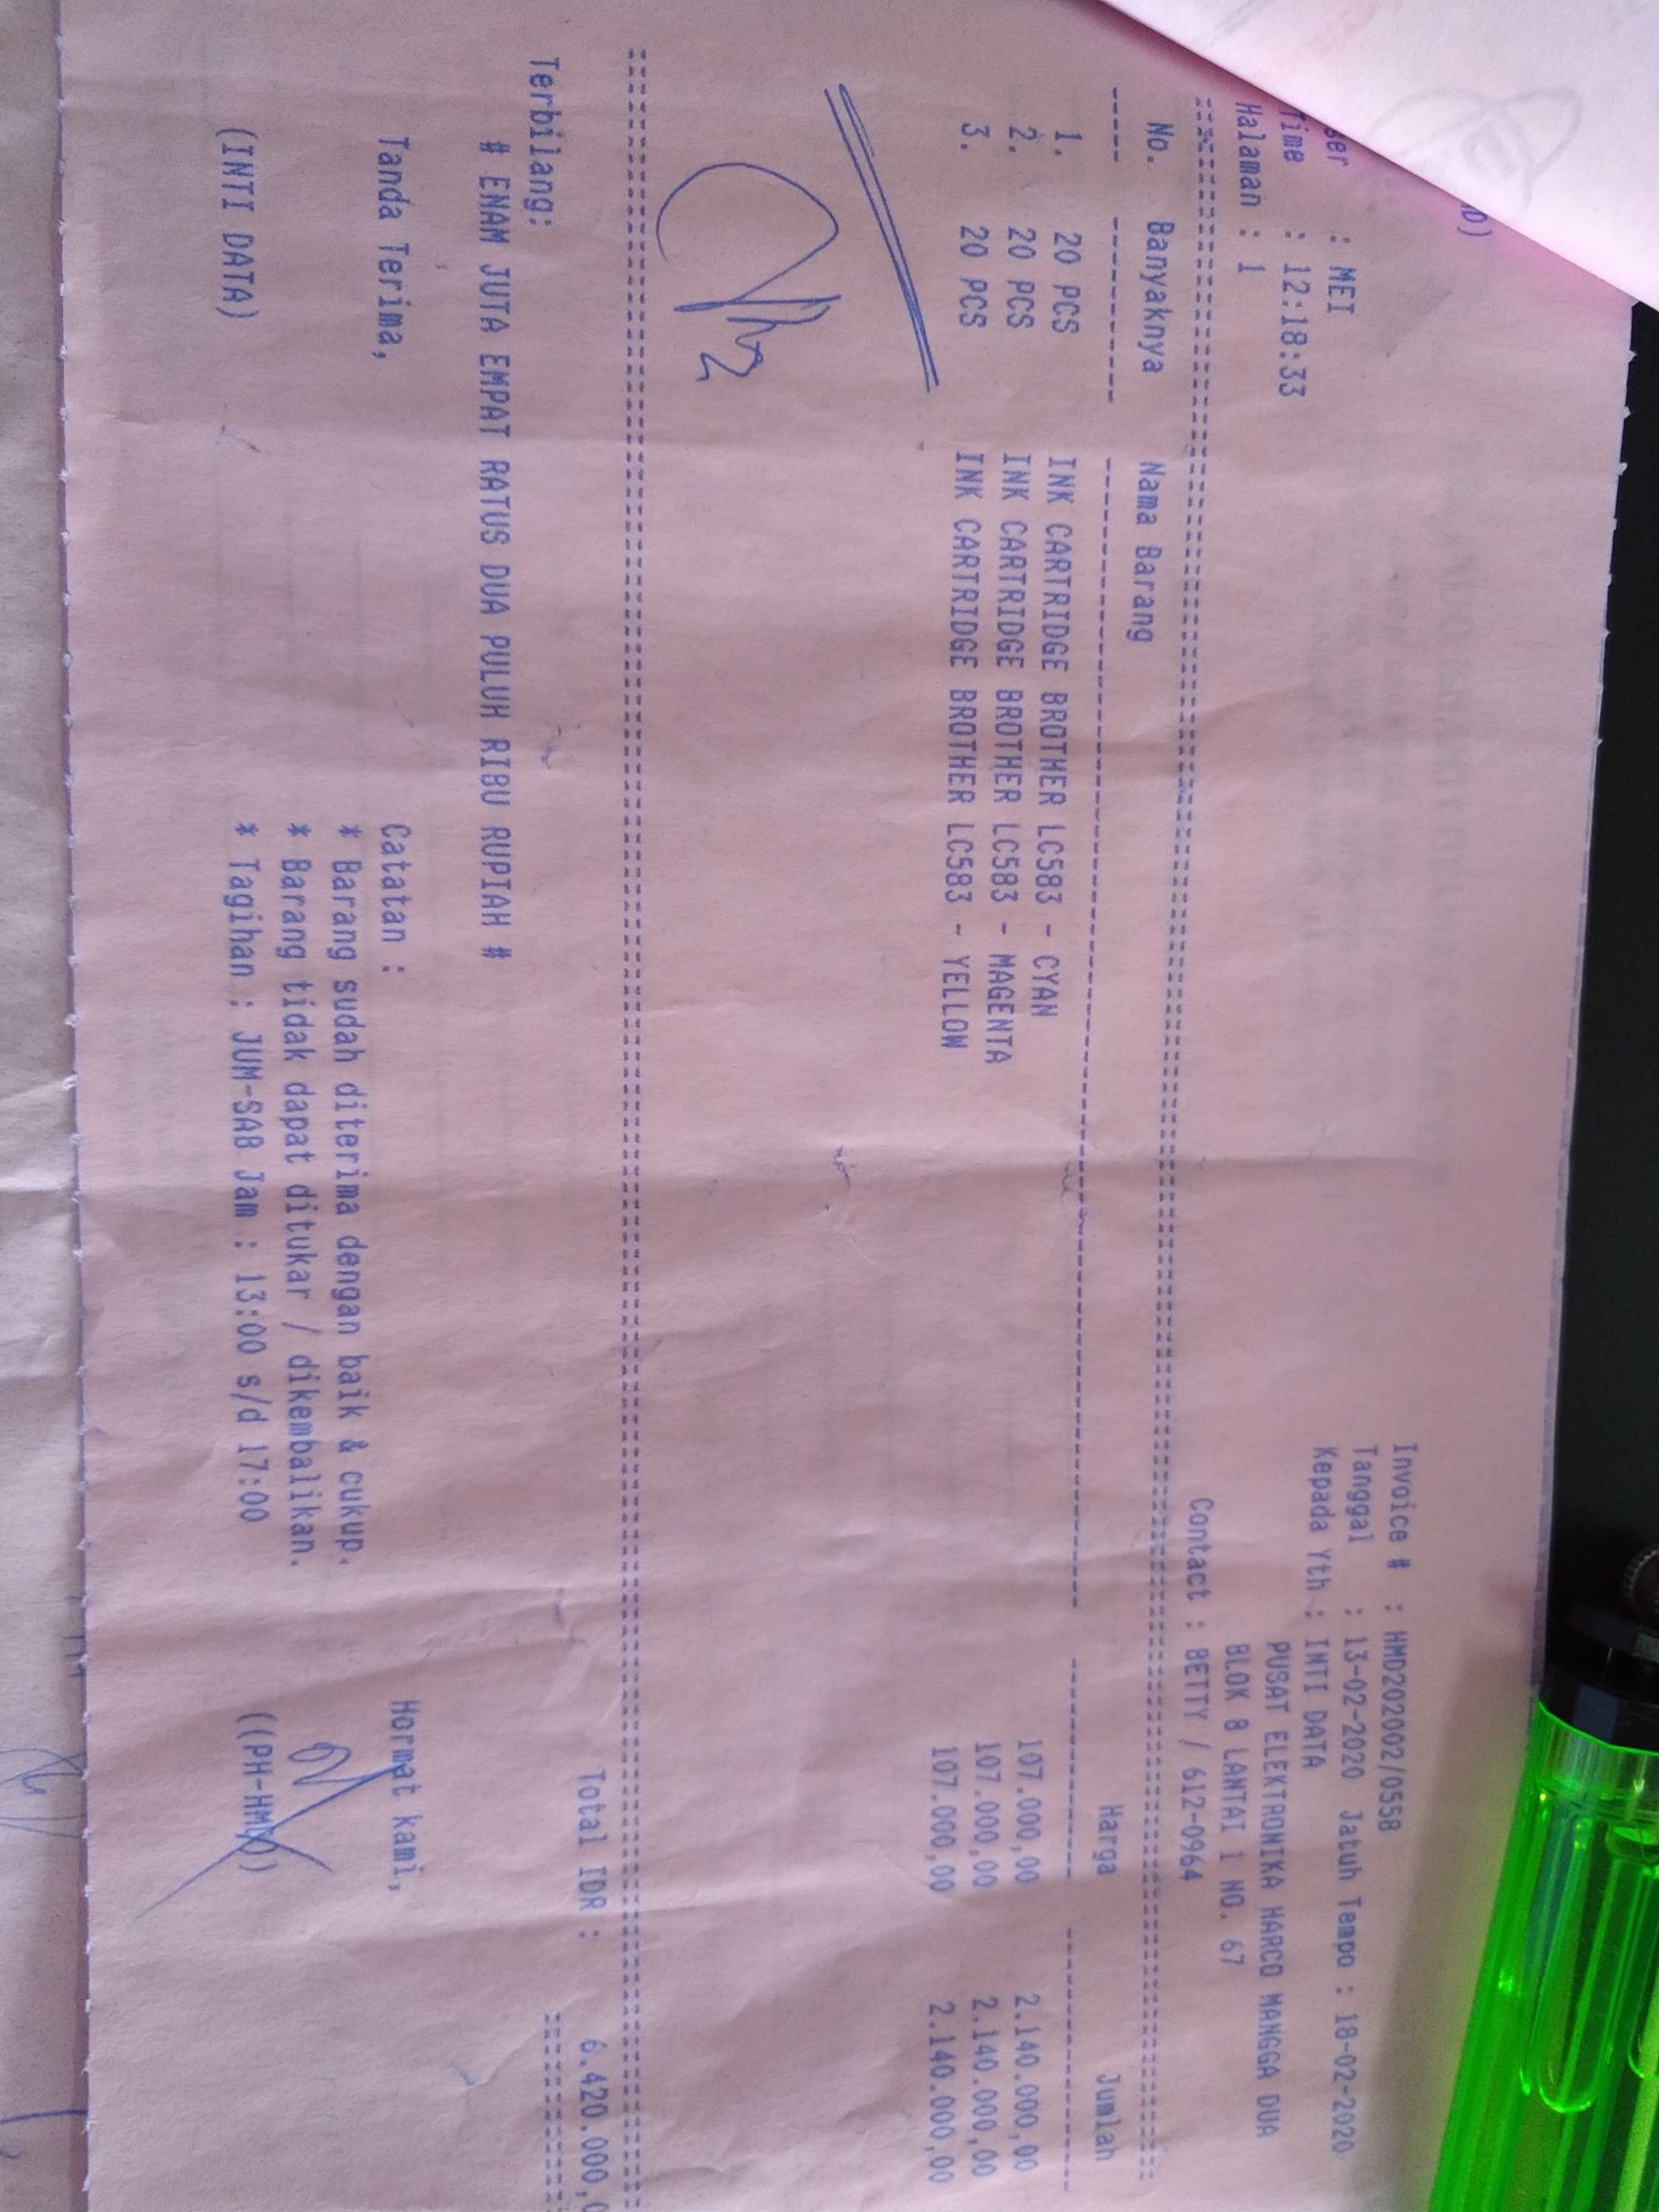 D)
ser : MEI
Time : 12:18:33
Halaman : 1
Invoice # : HMD202002/0558
Tanggal : 13-02-2020 Jatuh Tempo : 18-02-2020
Kepada Yth : INTI DATA
PUSAT ELEKTRONIKA HARCO MANGGA DUA
BLOK B LANTAI 1 NO. 67
Contact : BETTY / 612-0964
No. Banyaknya Nama Barang Harga Jumlah
1. 20 PCS INK CARTRIDGE BROTHER LC583 - CYAN 107.000,00 2.140.000,00
2. 20 PCS INK CARTRIDGE BROTHER LC583 - MAGENTA 107.000,00 2.140.000,00
3. 20 PCS INK CARTRIDGE BROTHER LC583 - YELLOW 107.000,00 2.140.000,00
Total IDR : 6.420.000,0
Terbilang:
# ENAM JUTA EMPAT RATUS DUA PULUH RIBU RUPIAH #
Tanda Terima,
(INTI DATA)
Catatan :
* Barang sudah diterima dengan baik & cukup.
* Barang tidak dapat ditukar / dikembalikan.
* Tagihan : JUM-SAB Jam : 13:00 s/d 17:00
Hormat kami,
((PH-HMD))